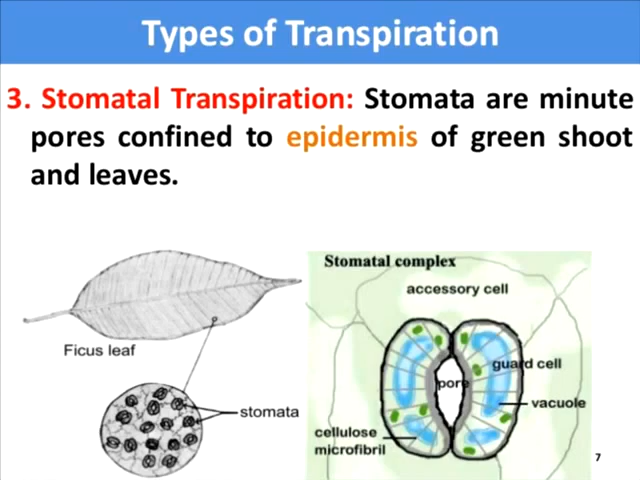 Types of Transpiration
3. Stomatal Transpiration: Stomata are minute
pores confined to epidermis of green shoot
and leaves.
Ficus leaf
stomata
Stomatal complex
accessory cell
guard cell
pore
vacuole
cellulose
microfibril
7